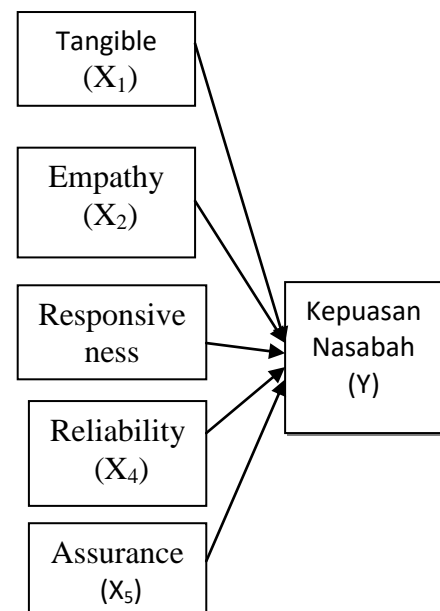 Tangible
(X₁)
Empathy
(X₂)
Responsive
ness
Reliability
(X₄)
Assurance
(X₅)
Kepuasan
Nasabah
(Y)